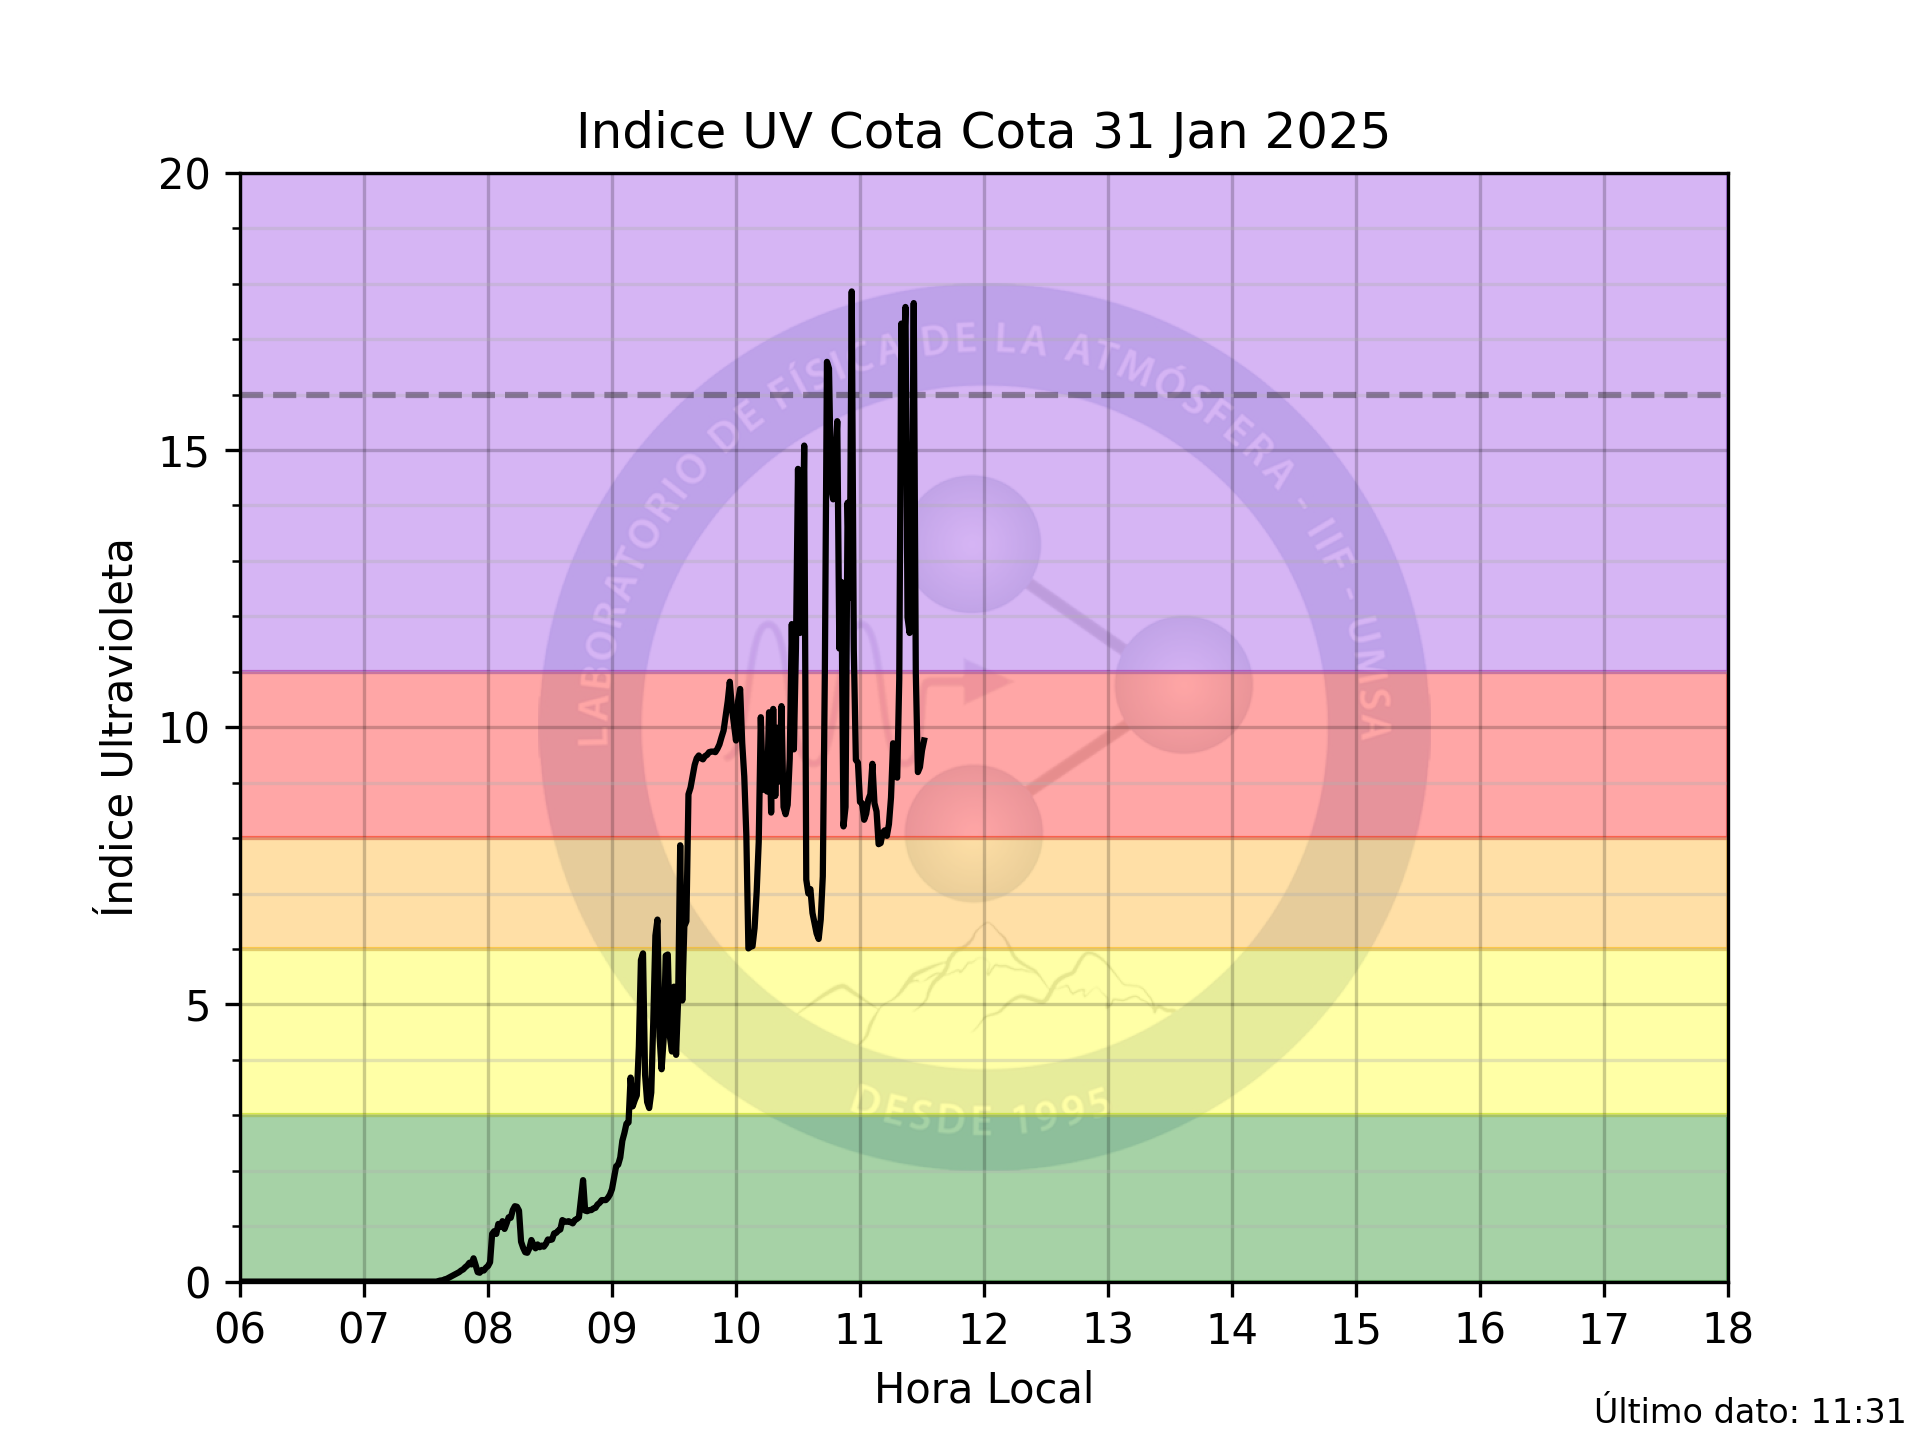 Indice UV Cota Cota 31 Jan 2025
Índice Ultravioleta
20
15
10
5
0
LABORATORIO DE FÍSICA DE LA ATMÓSFERA - IIF - UMSA
DESDE 1995
06 07 08 09 10 11 12 13 14 15 16 17 18
Hora Local
Último dato: 11:31